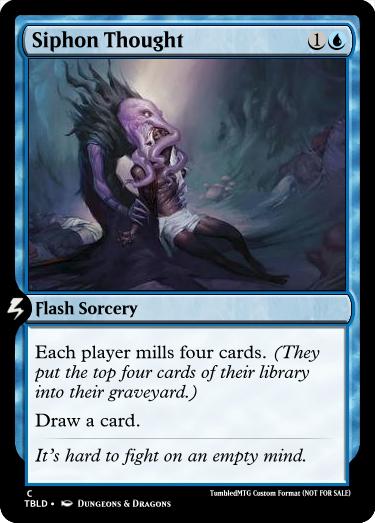 Siphon Thought 1
Flash Sorcery
Each player mills four cards. (They
put the top four cards of their library
into their graveyard.)
Draw a card.
It's hard to fight on an empty mind.
C
TBLD • DUNGEONS & DRAGONS
TumbledMTG Custom Format (NOT FOR SALE)